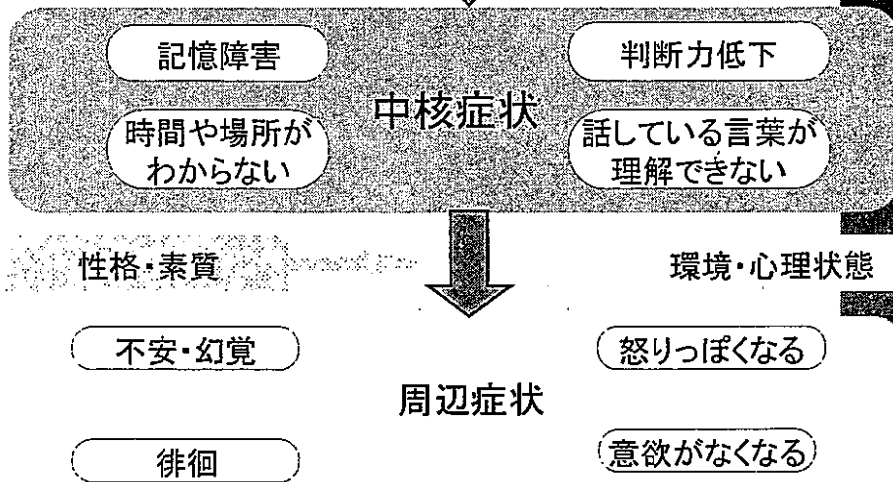 記憶障害
判断力低下
中核症状
時間や場所が
わからない
話している言葉が
理解できない
性格・素質
環境・心理状態
不安・幻覚
怒りっぽくなる
周辺症状
徘徊
意欲がなくなる